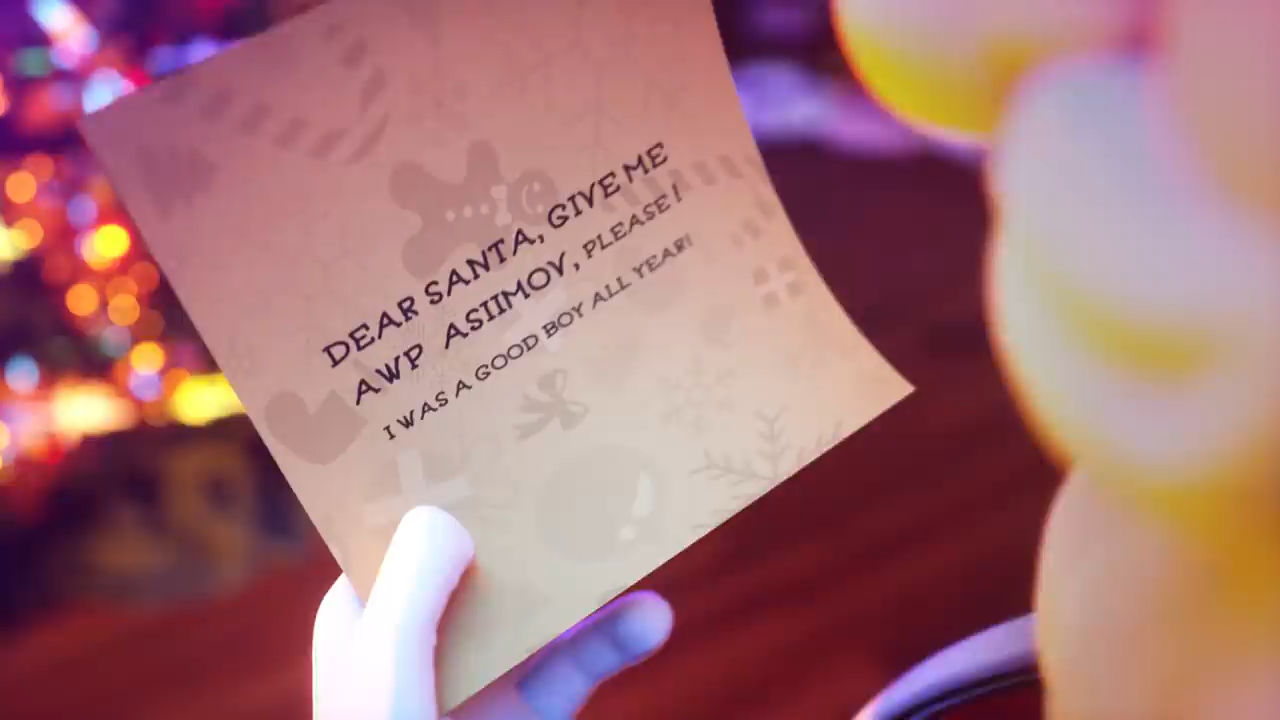 DEAR SANTA, GIVE ME
AWP ASIIMOV, PLEASE!
I WAS A GOOD BOY ALL YEAR!